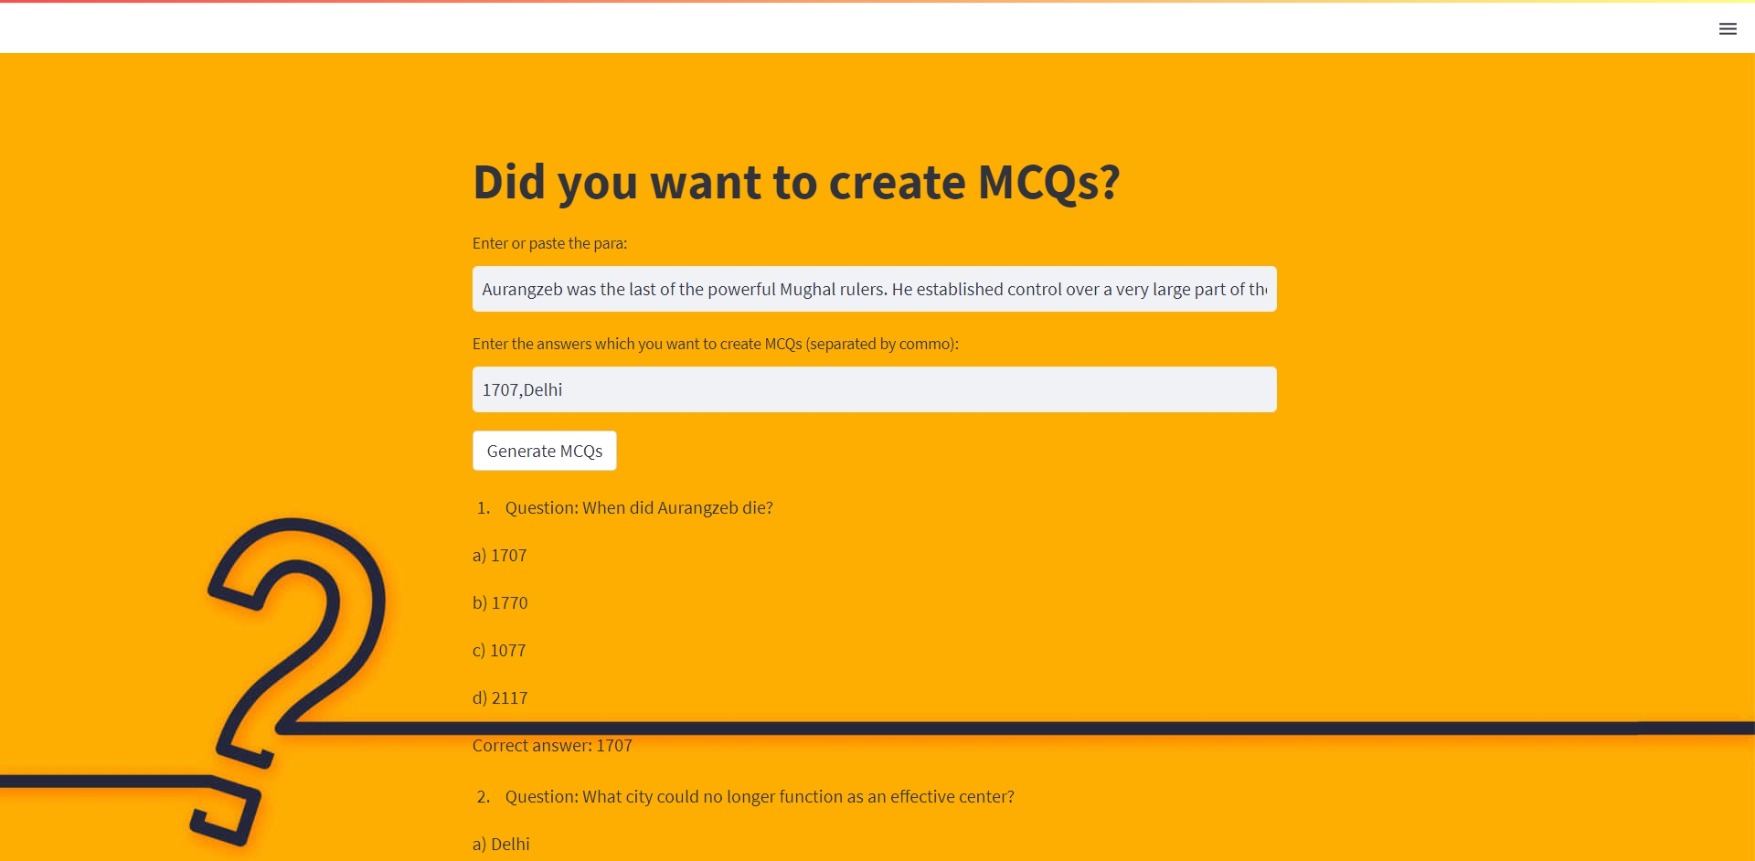 Did you want to create MCQs?
Enter or paste the para:
Aurangzeb was the last of the powerful Mughal rulers. He established control over a very large part of the
Enter the answers which you want to create MCQs (separated by commo):
1707,Delhi
Generate MCQs
1. Question: When did Aurangzeb die?
a) 1707
b) 1770
c) 1077
d) 2117
Correct answer: 1707
2. Question: What city could no longer function as an effective center?
a) Delhi